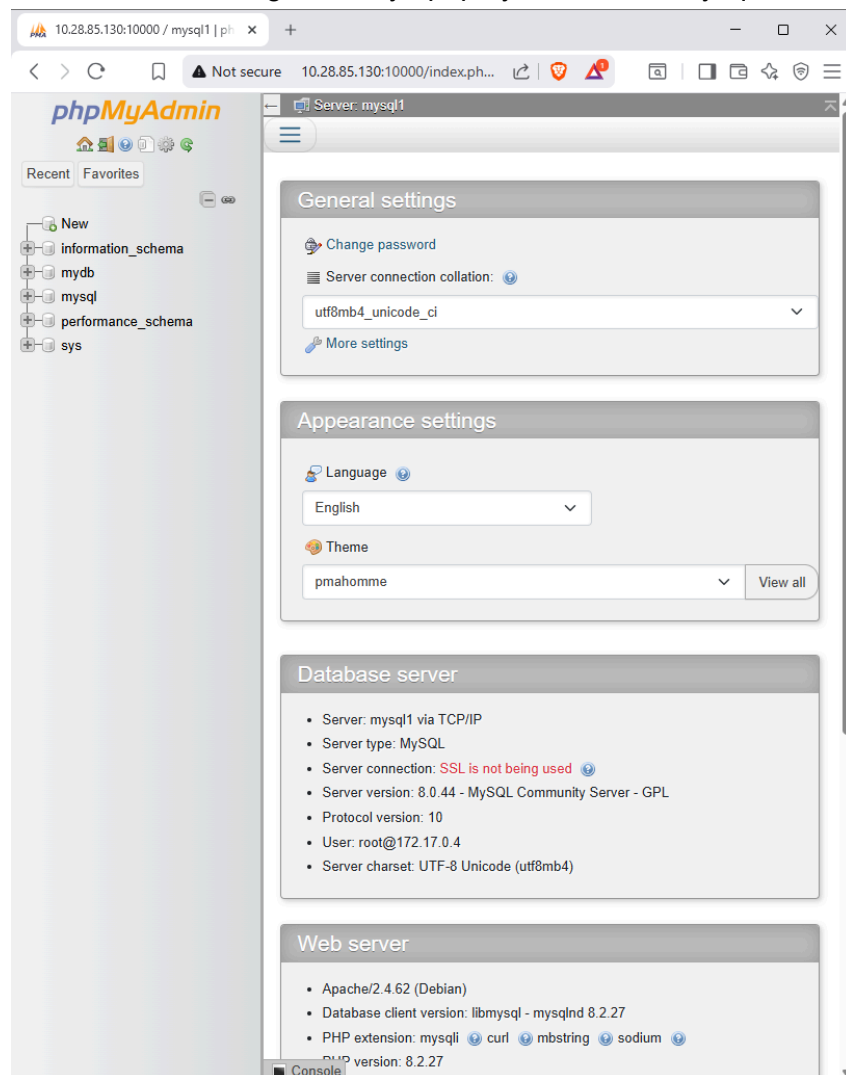 10.28.85.130:10000 / mysql1 | ph
Not secure 10.28.85.130:10000/index.ph...
phpMyAdmin
Recent Favorites
New
information_schema
mydb
mysql
performance_schema
sys
Server: mysql1
General settings
Change password
Server connection collation:
utf8mb4_unicode_ci
More settings
Appearance settings
Language
English
Theme
pmahomme
View all
Database server
• Server: mysql1 via TCP/IP
• Server type: MySQL
• Server connection: SSL is not being used
• Server version: 8.0.44 - MySQL Community Server - GPL
• Protocol version: 10
• User: root@172.17.0.4
• Server charset: UTF-8 Unicode (utf8mb4)
Web server
• Apache/2.4.62 (Debian)
• Database client version: libmysql - mysqlnd 8.2.27
• PHP extension: mysqli curl mbstring sodium
PHP version: 8.2.27
Console